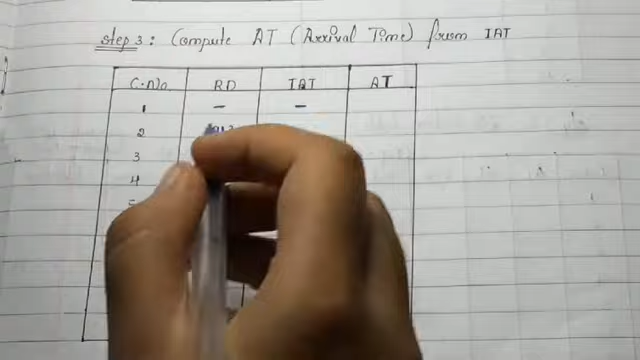 Step 3: Compute AT (Arrival Time) from IAT
C.No. RD IAT AT
1 - -
2
3
4